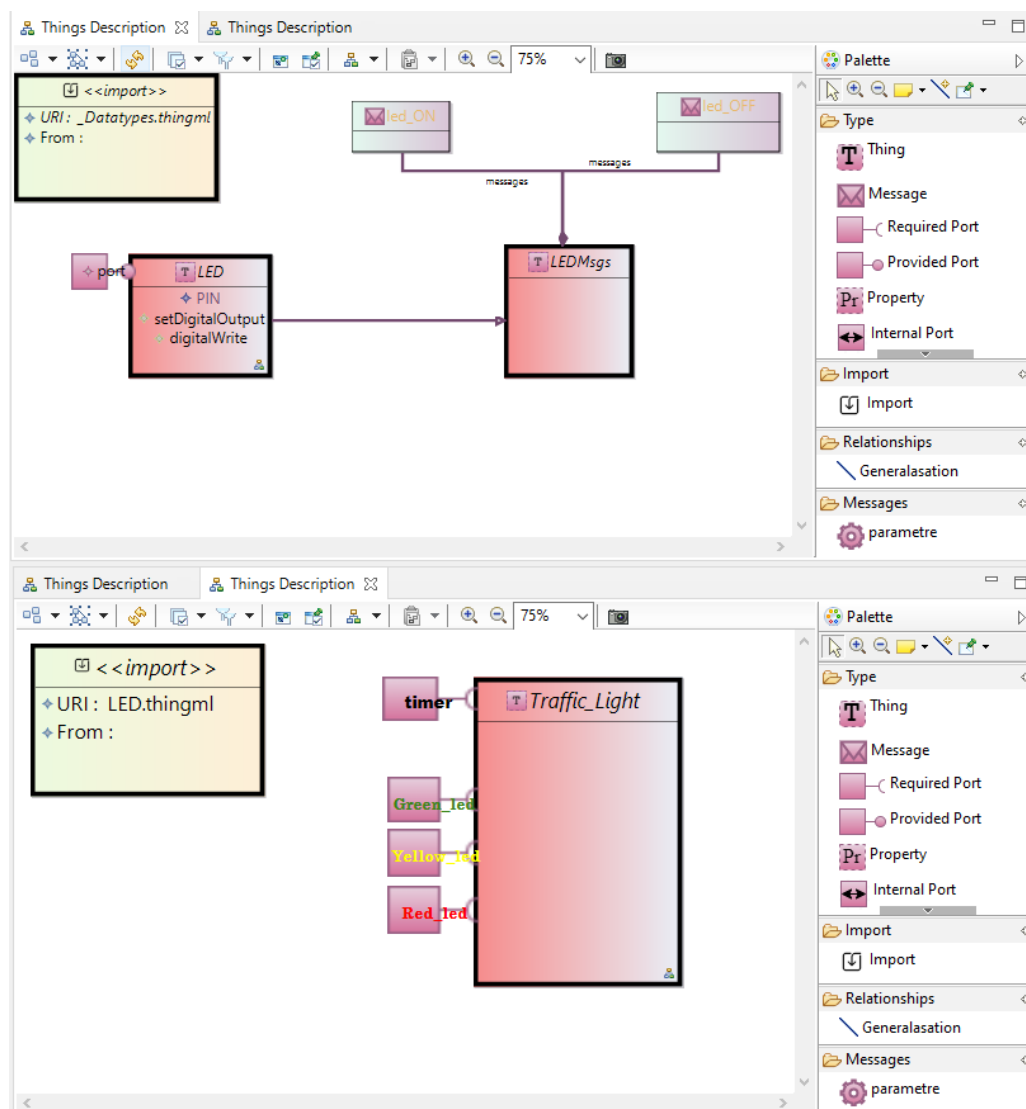 Things Description
Things Description
75%
Palette
<<import>>
URI : _Datatypes.thingml
From :
led_ON
led_OFF
messages
messages
port
LED
PIN
setDigitalOutput
digitalWrite
LEDMsgs
Type
Thing
Message
Required Port
Provided Port
Property
Internal Port
Import
Import
Relationships
Generalasation
Messages
parametre
Things Description
Things Description
75%
Palette
<<import>>
URI : LED.thingml
From :
timer
Green_led
Yellow_led
Red_led
Traffic_Light
Type
Thing
Message
Required Port
Provided Port
Property
Internal Port
Import
Import
Relationships
Generalasation
Messages
parametre